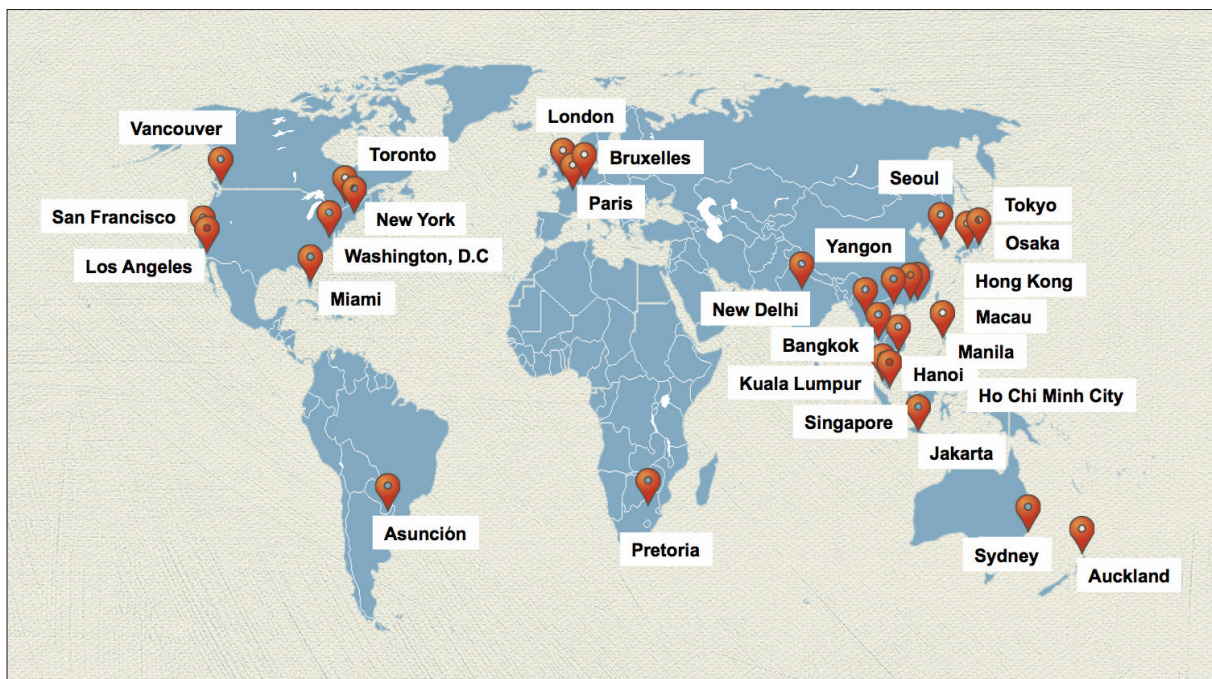 London
Vancouver
Toronto
Bruxelles
Seoul
Paris
Tokyo
San Francisco
New York
Osaka
Yangon
Washington, D.C
Los Angeles
Hong Kong
Miami
New Delhi
Macau
Bangkok
Manila
Hanoi
Kuala Lumpur
Ho Chi Minh City
Singapore
Jakarta
Asunción
Pretoria
Sydney
Auckland